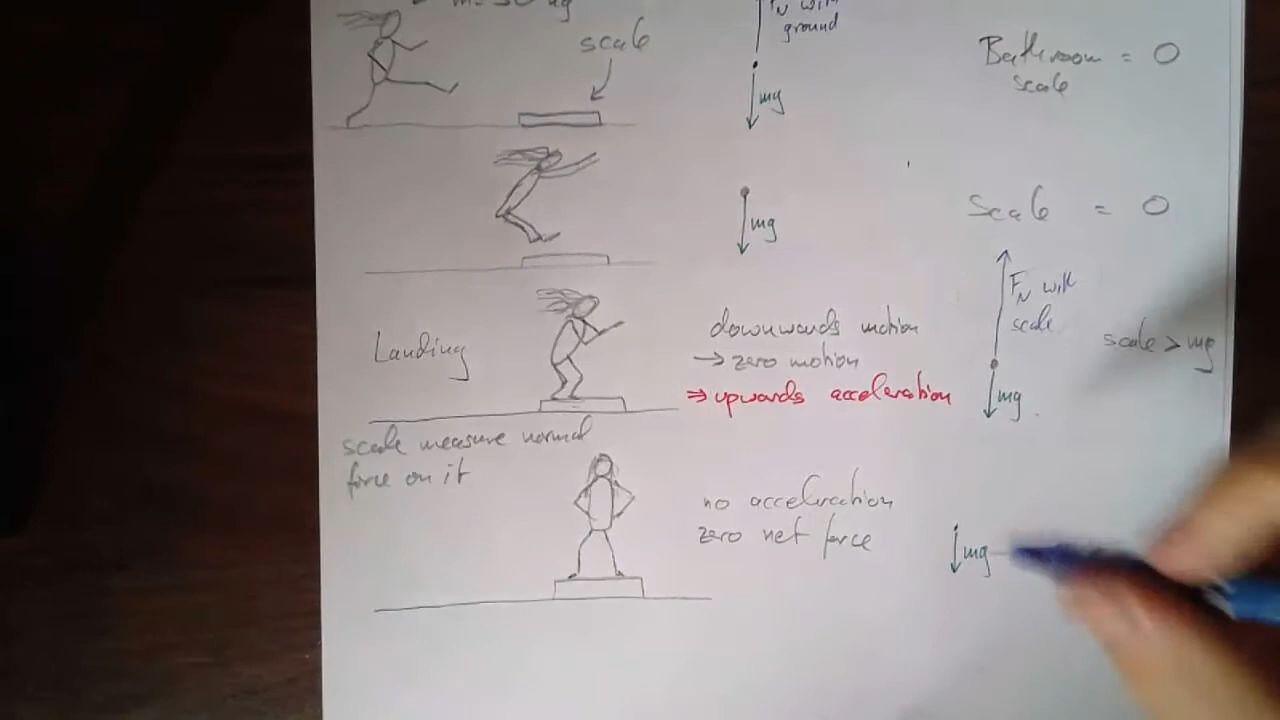 scale
F_N with
ground
mg
Bathroom = 0
scale
mg
Scale = 0
Landing
downwards motion
→ zero motion
⇒ upwards acceleration
F_N with
scale
mg
scale > mg
scale measure normal
force on it
no acceleration
zero net force
mg